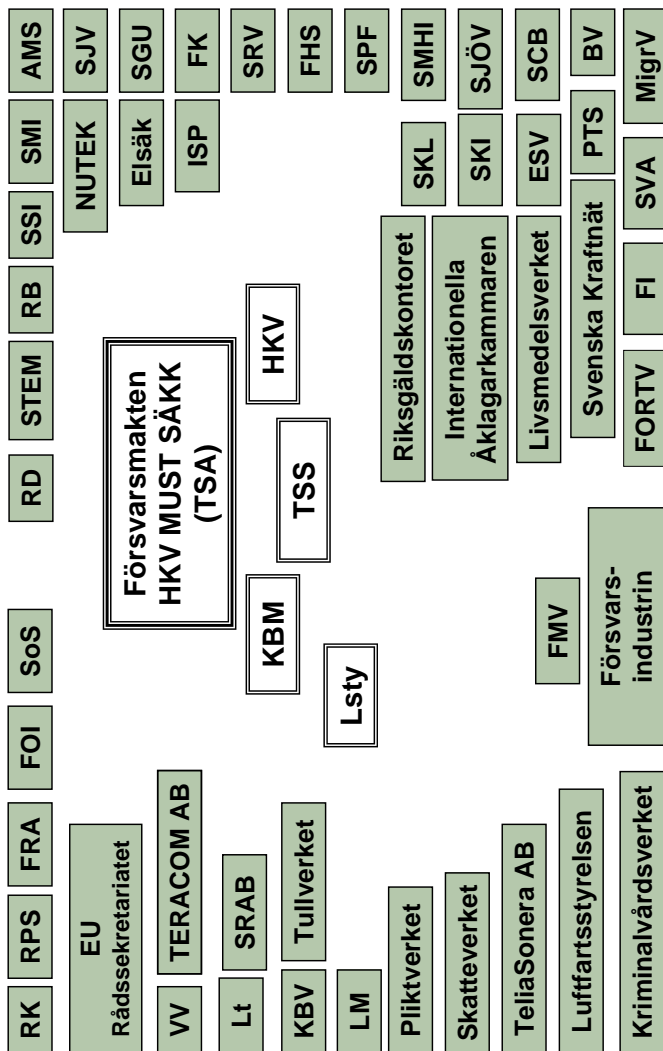 RK RPS FRA FOI SoS RD STEM RB SSI SMI AMS
EU
Rådssekretariatet
NUTEK SJV
Försvarsmakten
HKV MUST SÄKK
(TSA)
Elsäk SGU
VV TERACOM AB
ISP FK
Lt SRAB
KBM HKV
SRV
KBV Tullverket
TSS
FHS
LM
Lsty
SPF
Pliktverket
Riksgäldskontoret
SKL SMHI
Skatteverket
Internationella
Åklagarkammaren
SKI SJÖV
TeliaSonera AB
FMV
Livsmedelsverket
ESV SCB
Luftfartsstyrelsen
Försvars-
industrin
Svenska Kraftnät
PTS BV
Kriminalvårdsverket
FORTV FI SVA MigrV